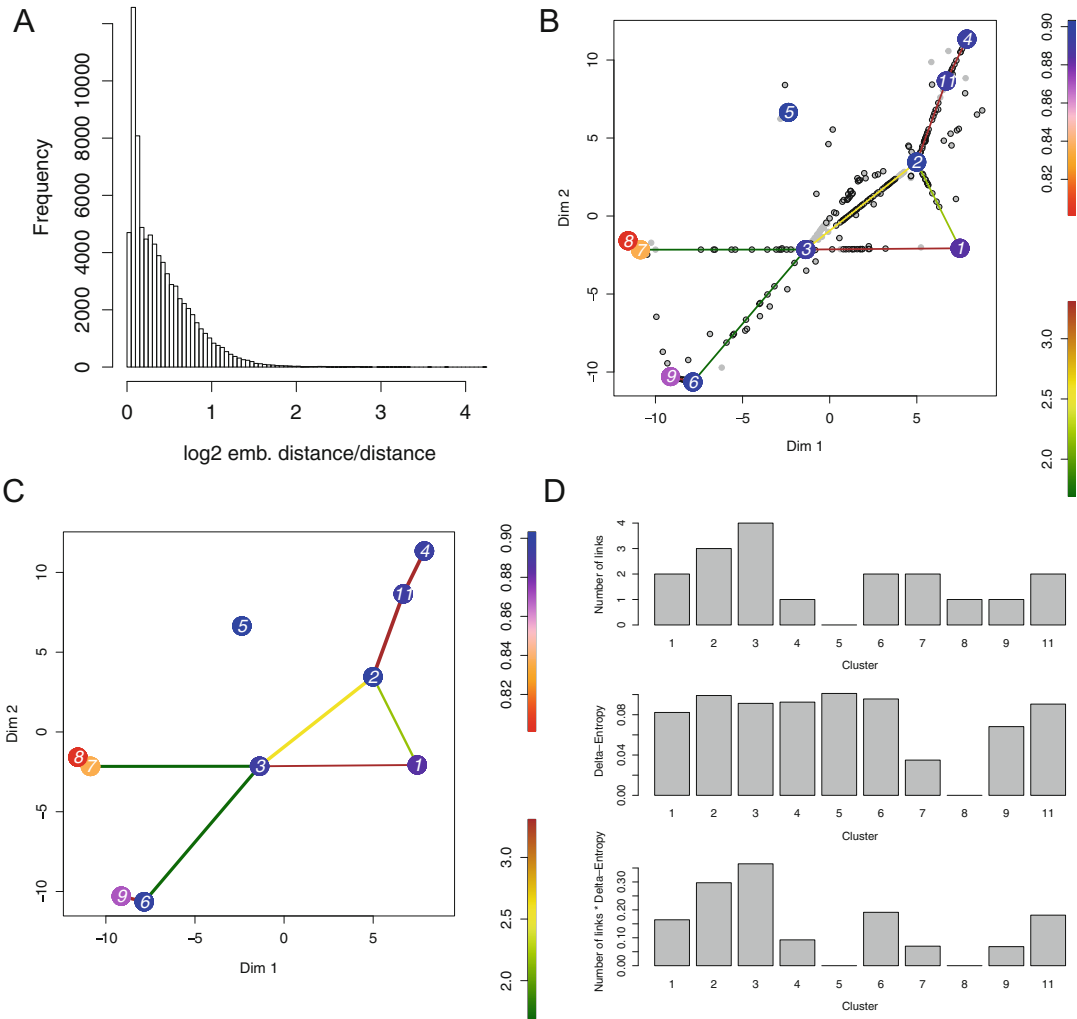 A
Frequency
0 2000 4000 6000 8000 10000
0 1 2 3 4
log2 emb. distance/distance
B
Dim 2
10
5
0
−5
−10
−10 −5 0 5
Dim 1
4
11
5
2
8
7
3
1
9
6
0.82 0.84 0.86 0.88 0.90
2.0 2.5 3.0
C
Dim 2
10
5
0
−5
−10
−10 −5 0 5
Dim 1
4
11
5
2
8
7
3
1
9
6
0.82 0.84 0.86 0.88 0.90
2.0 2.5 3.0
D
Number of links
0 1 2 3 4
1 2 3 4 5 6 7 8 9 11
Cluster
Delta−Entropy
0.00 0.04 0.08
1 2 3 4 5 6 7 8 9 11
Cluster
Number of links * Delta−Entropy
0.00 0.10 0.20 0.30
1 2 3 4 5 6 7 8 9 11
Cluster